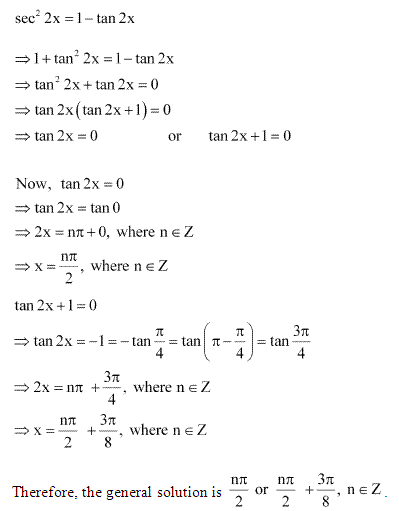 sec² 2x = 1 – tan 2x
⇒ 1 + tan² 2x = 1 – tan 2x
⇒ tan² 2x + tan 2x = 0
⇒ tan 2x (tan 2x + 1) = 0
⇒ tan 2x = 0 or tan 2x + 1 = 0
Now, tan 2x = 0
⇒ tan 2x = tan 0
⇒ 2x = nπ + 0, where n ∈ Z
⇒ x = nπ/2, where n ∈ Z
tan 2x + 1 = 0
⇒ tan 2x = –1 = – tan π/4 = tan (π – π/4) = tan 3π/4
⇒ 2x = nπ + 3π/4, where n ∈ Z
⇒ x = nπ/2 + 3π/8, where n ∈ Z
Therefore, the general solution is nπ/2 or nπ/2 + 3π/8, n ∈ Z.